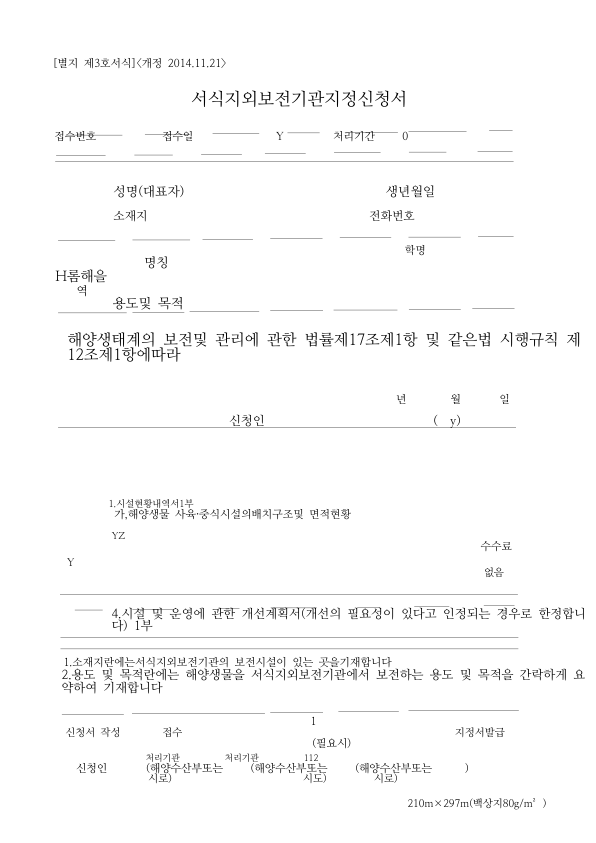 [별지 제3호서식]<개정 2014.11.21>
서식지외보전기관지정신청서
접수번호 접수일 Y 처리기간 0
성명(대표자) 생년월일
소재지 전화번호
학명
명칭
H롬해을
역
용도및 목적
해양생태계의 보전및 관리에 관한 법률제17조제1항 및 같은법 시행규칙 제
12조제1항에따라
년 월 일
신청인 ( y)
1.시설현황내역서1부
가,해양생물 사육·중식시설의배치구조및 면적현황
YZ
수수료
Y
없음
4.시설 및 운영에 관한 개선계획서(개선의 필요성이 있다고 인정되는 경우로 한정합니
다) 1부
1.소재지란에는서식지외보전기관의 보전시설이 있는 곳을기재합니다
2.용도 및 목적란에는 해양생물을 서식지외보전기관에서 보전하는 용도 및 목적을 간략하게 요
약하여 기재합니다
1
신청서 작성 접수 지정서발급
(필요시)
처리기관 처리기관 112
신청인 (해양수산부또는 (해양수산부또는 (해양수산부또는 )
시로) 시도) 시로)
210m×297m(백상지80g/m² )